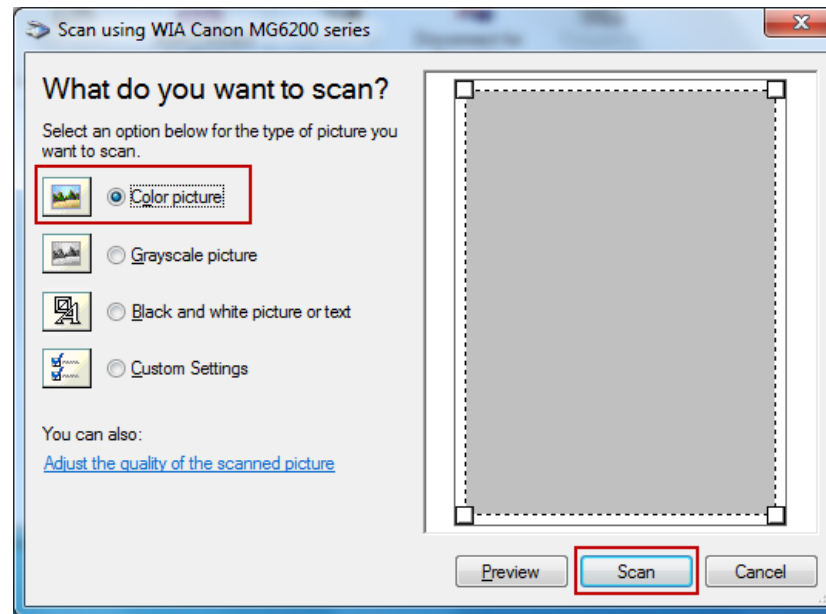 Scan using WIA Canon MG6200 series
What do you want to scan?
Select an option below for the type of picture you
want to scan.
Color picture
Grayscale picture
Black and white picture or text
Custom Settings
You can also:
Adjust the quality of the scanned picture
Preview Scan Cancel